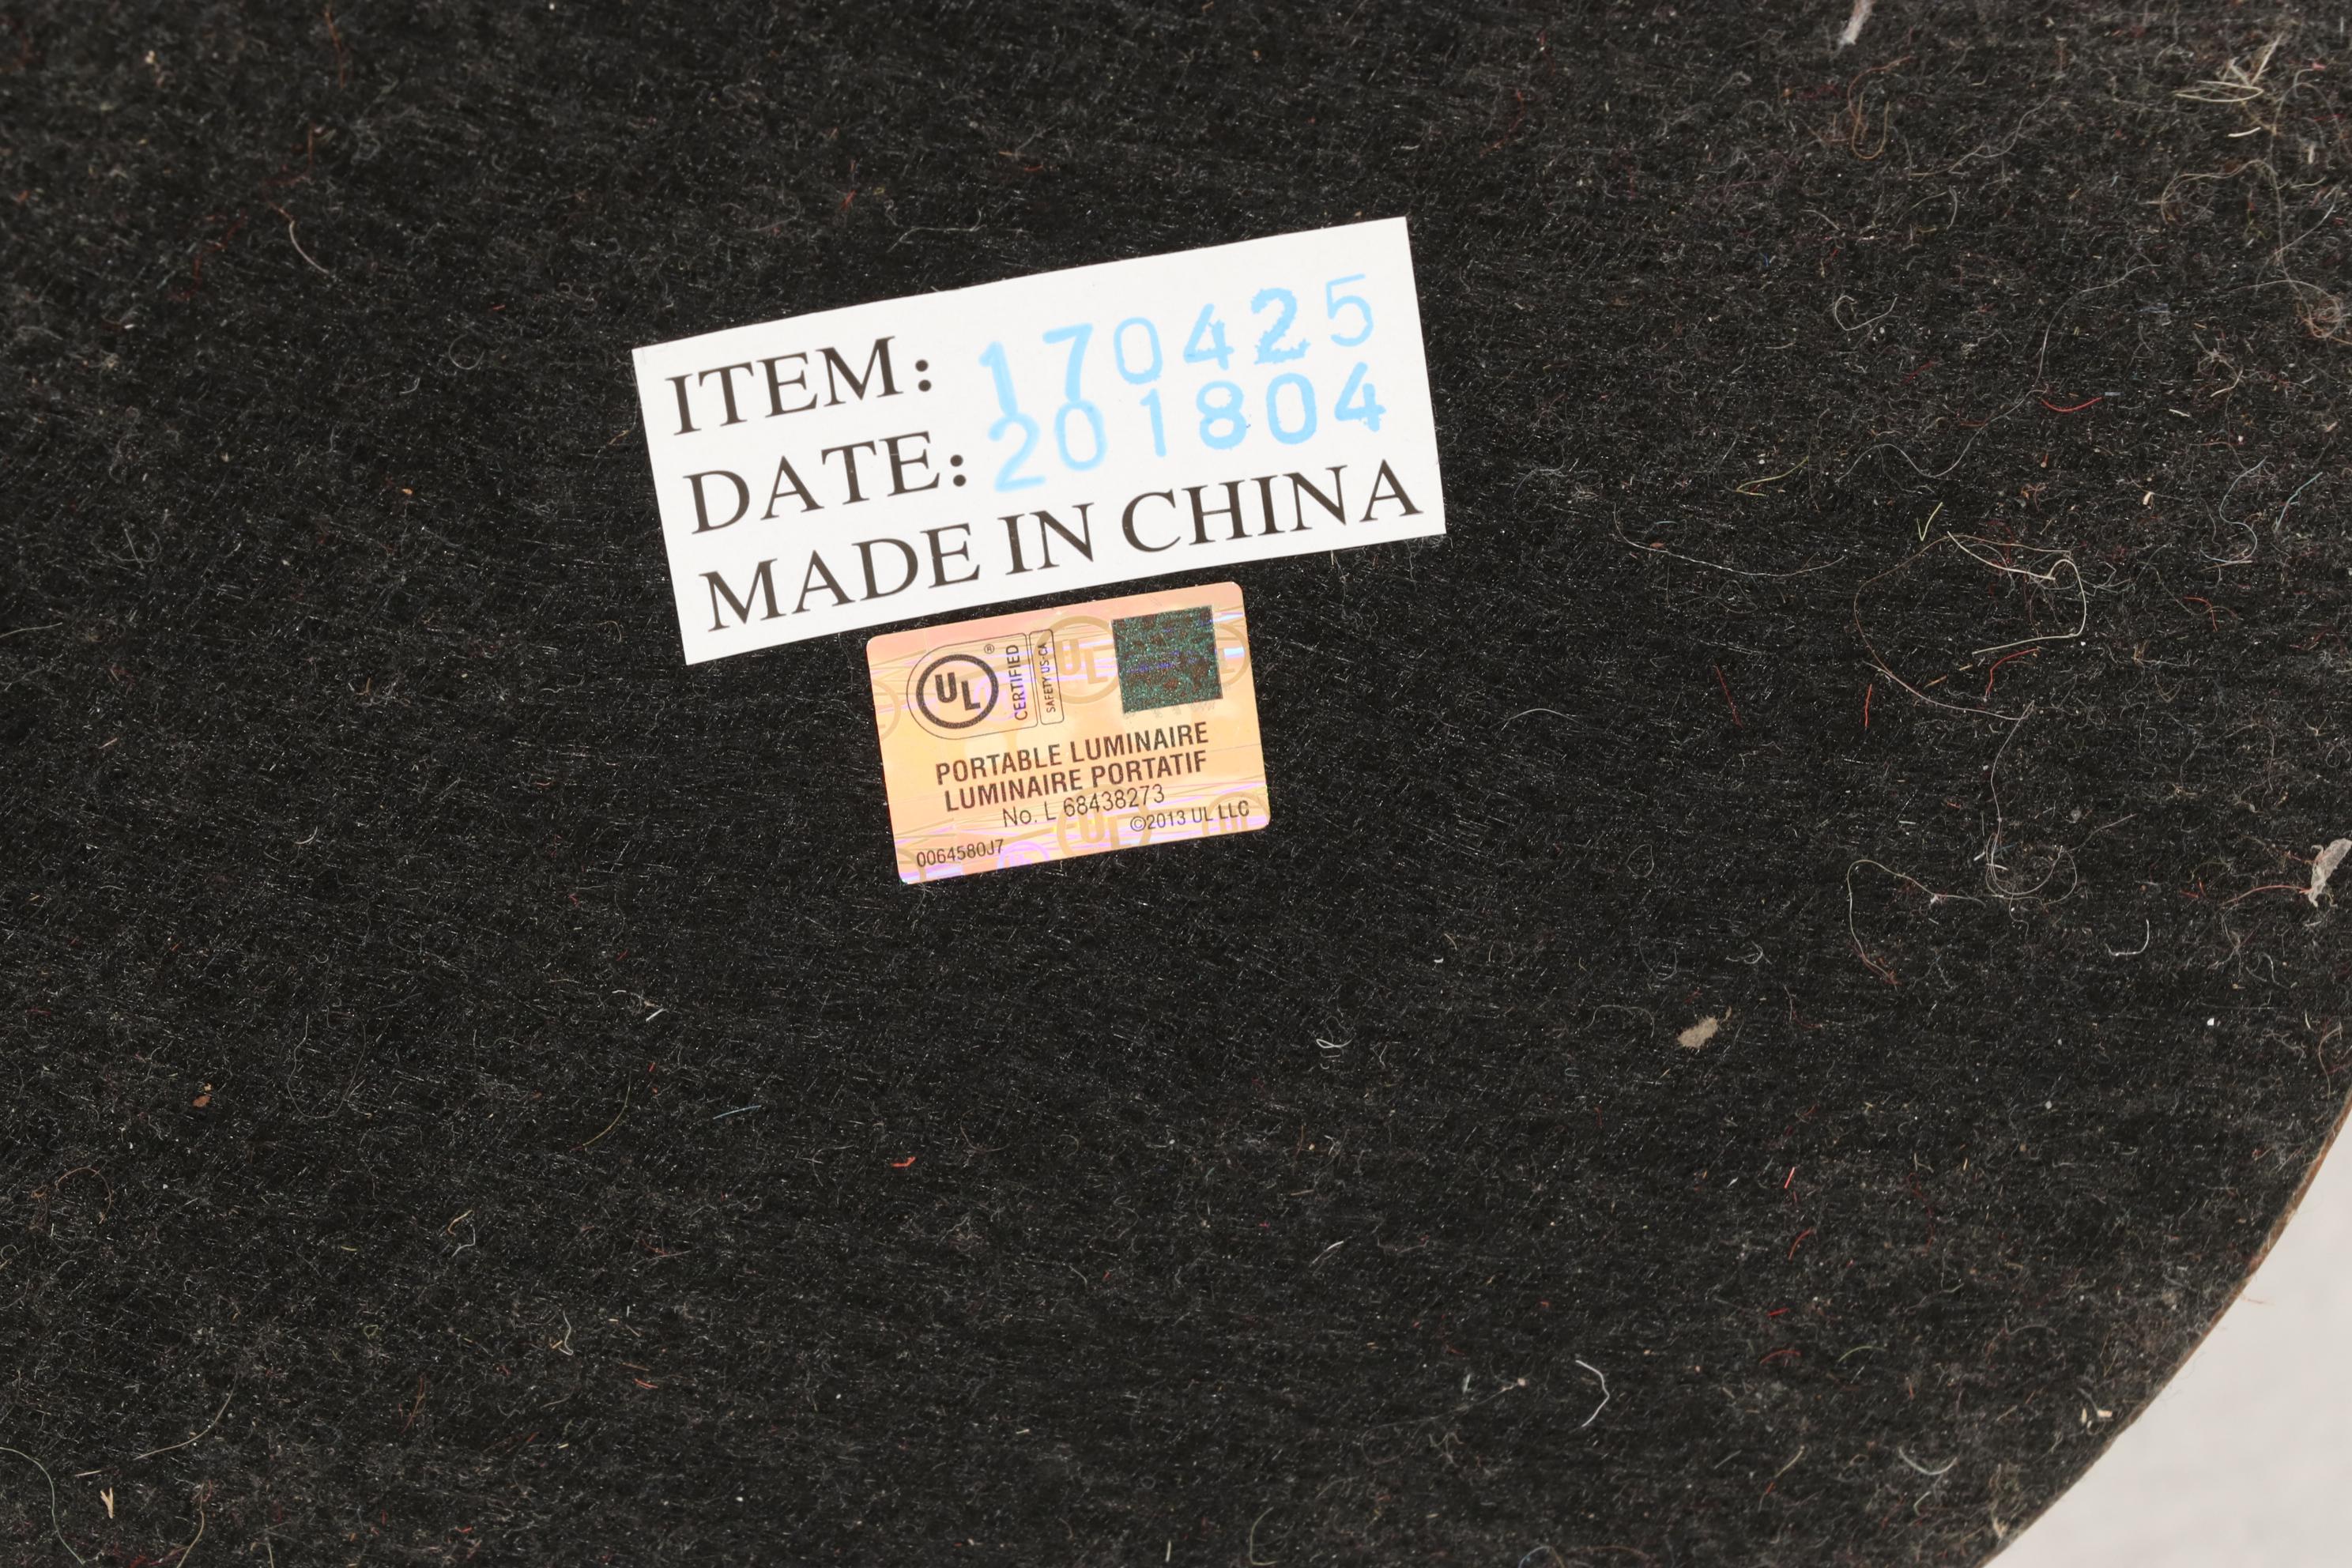 ITEM: 170425
DATE: 201804
MADE IN CHINA
UL ® CERTIFIED
SAFETY US-CA
PORTABLE LUMINAIRE
LUMINAIRE PORTATIF
No. L 68438273
©2013 UL LLC
0064580J7